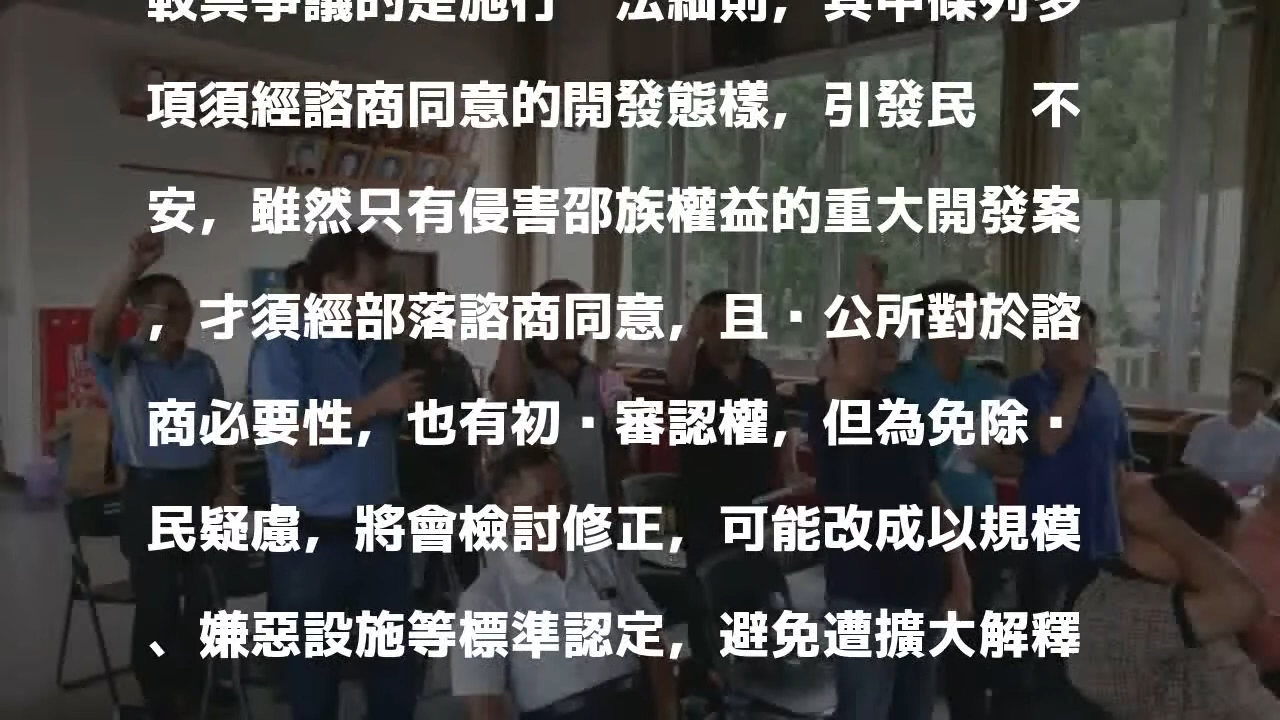 較具爭議的是施行　法細則，其中條列多
項須經諮商同意的開發態樣，引發民　不
安，雖然只有侵害邵族權益的重大開發案
，才須經部落諮商同意，且·公所對於諮
商必要性，也有初·審認權，但為免除·
民疑慮，將會檢討修正，可能改成以規模
、嫌惡設施等標準認定，避免遭擴大解釋